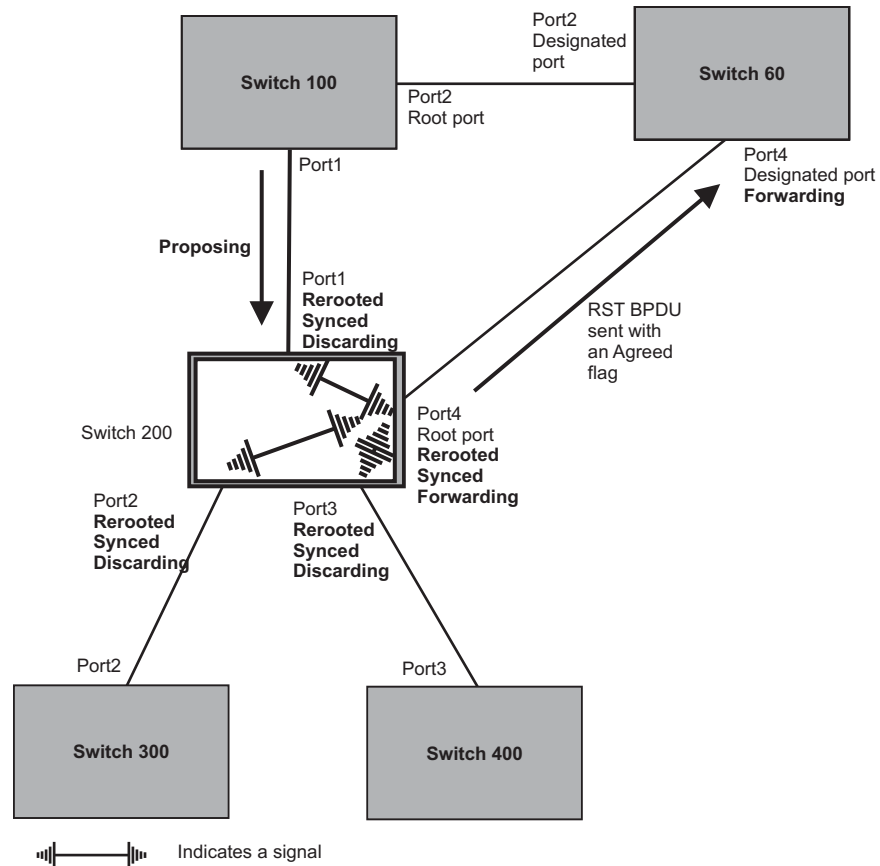 Port2
Designated
port
Switch 100
Switch 60
Port2
Root port
Port1
Port4
Designated port
Forwarding
Proposing
Port1
Rerooted
Synced
Discarding
RST BPDU
sent with
an Agreed
flag
Switch 200
Port4
Root port
Rerooted
Synced
Forwarding
Port2
Rerooted
Synced
Discarding
Port3
Rerooted
Synced
Discarding
Port2
Port3
Switch 300
Switch 400
Indicates a signal